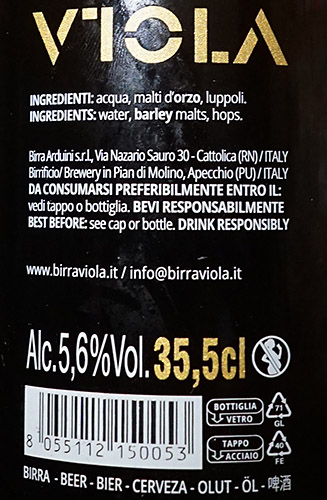 VIOLA
INGREDIENTI: acqua, malti d'orzo, luppoli.
INGREDIENTS: water, barley malts, hops.
Birra Arduini s.r.l., Via Nazario Sauro 30 - Cattolica (RN) / ITALY
Birrificio/ Brewery in Pian di Molino, Apecchio (PU) / ITALY
DA CONSUMARSI PREFERIBILMENTE ENTRO IL:
vedi tappo o bottiglia. BEVI RESPONSABILMENTE
BEST BEFORE: see cap or bottle. DRINK RESPONSIBLY
www.birraviola.it / info@birraviola.it
Alc.5,6%Vol. 35,5cl
BOTTIGLIA
VETRO
71
GL
TAPPO
ACCIAIO
40
FE
8 055112 150053
BIRRA - BEER - BIER - CERVEZA - OLUT - ÖL - 啤酒